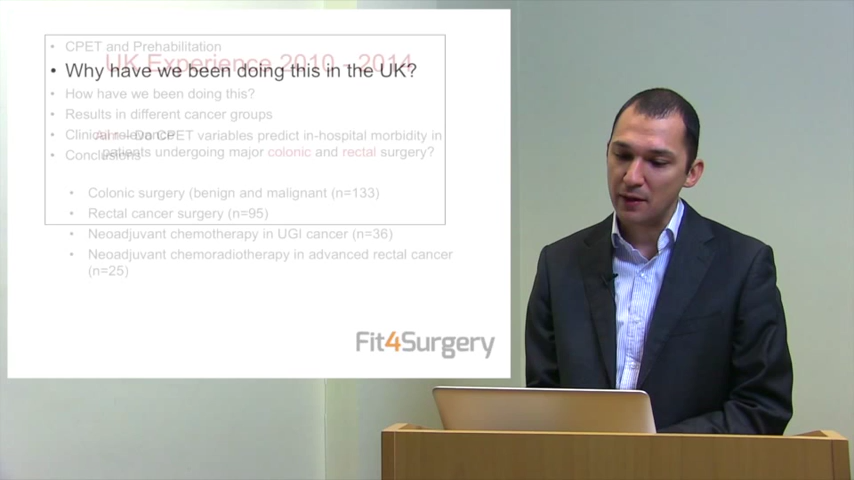 • CPET and Prehabilitation
UK Experience 2010 - 2014
• Why have we been doing this in the UK?
• How have we been doing this?
• Results in different cancer groups
• Clinical relevance
Aim – Do CPET variables predict in-hospital morbidity in
patients undergoing major colonic and rectal surgery?
• Conclusions
• Colonic surgery (benign and malignant (n=133)
• Rectal cancer surgery (n=95)
• Neoadjuvant chemotherapy in UGI cancer (n=36)
• Neoadjuvant chemoradiotherapy in advanced rectal cancer
(n=25)
Fit4Surgery